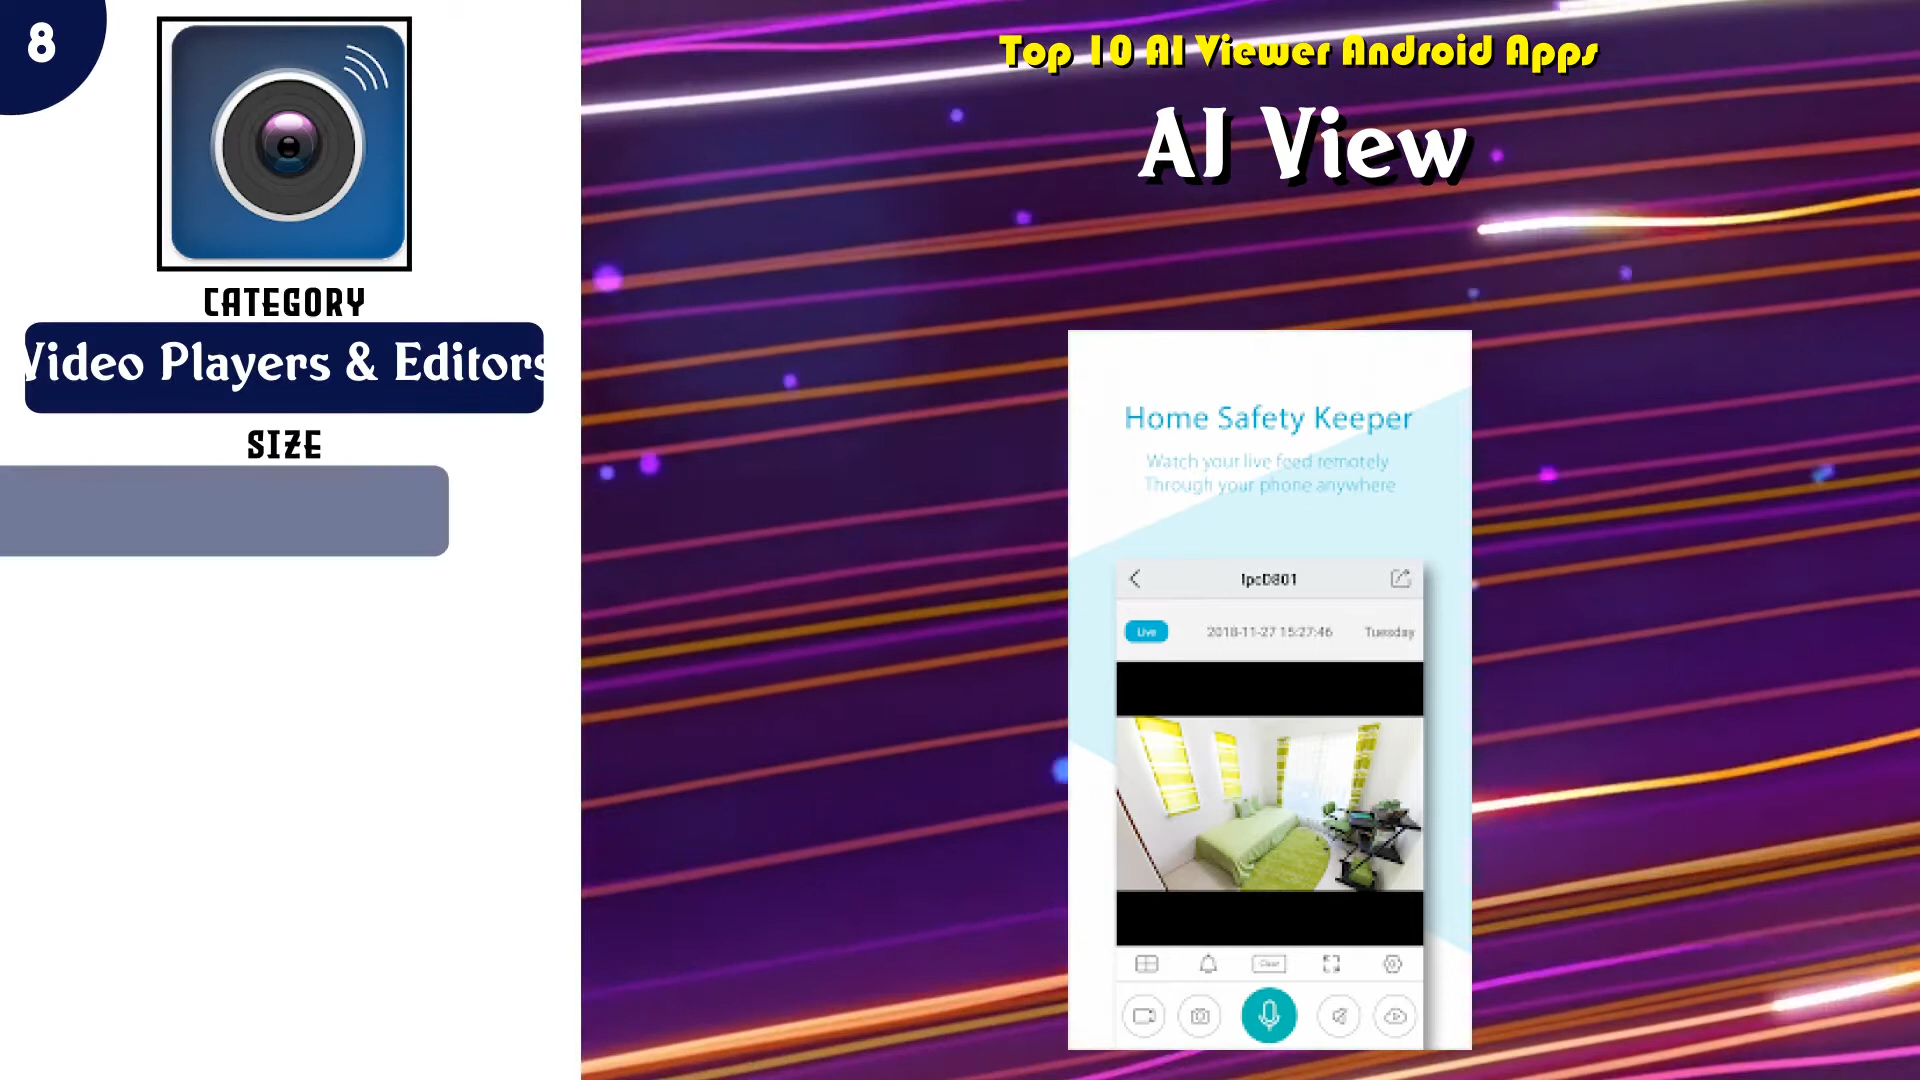 8
Top 10 AI Viewer Android Apps
AI View
CATEGORY
Video Players & Editors
SIZE
Home Safety Keeper
Watch your live feed remotely
Through your phone anywhere
IpcD801
Live 2018-11-27 15:27:46 Tuesday
Clear